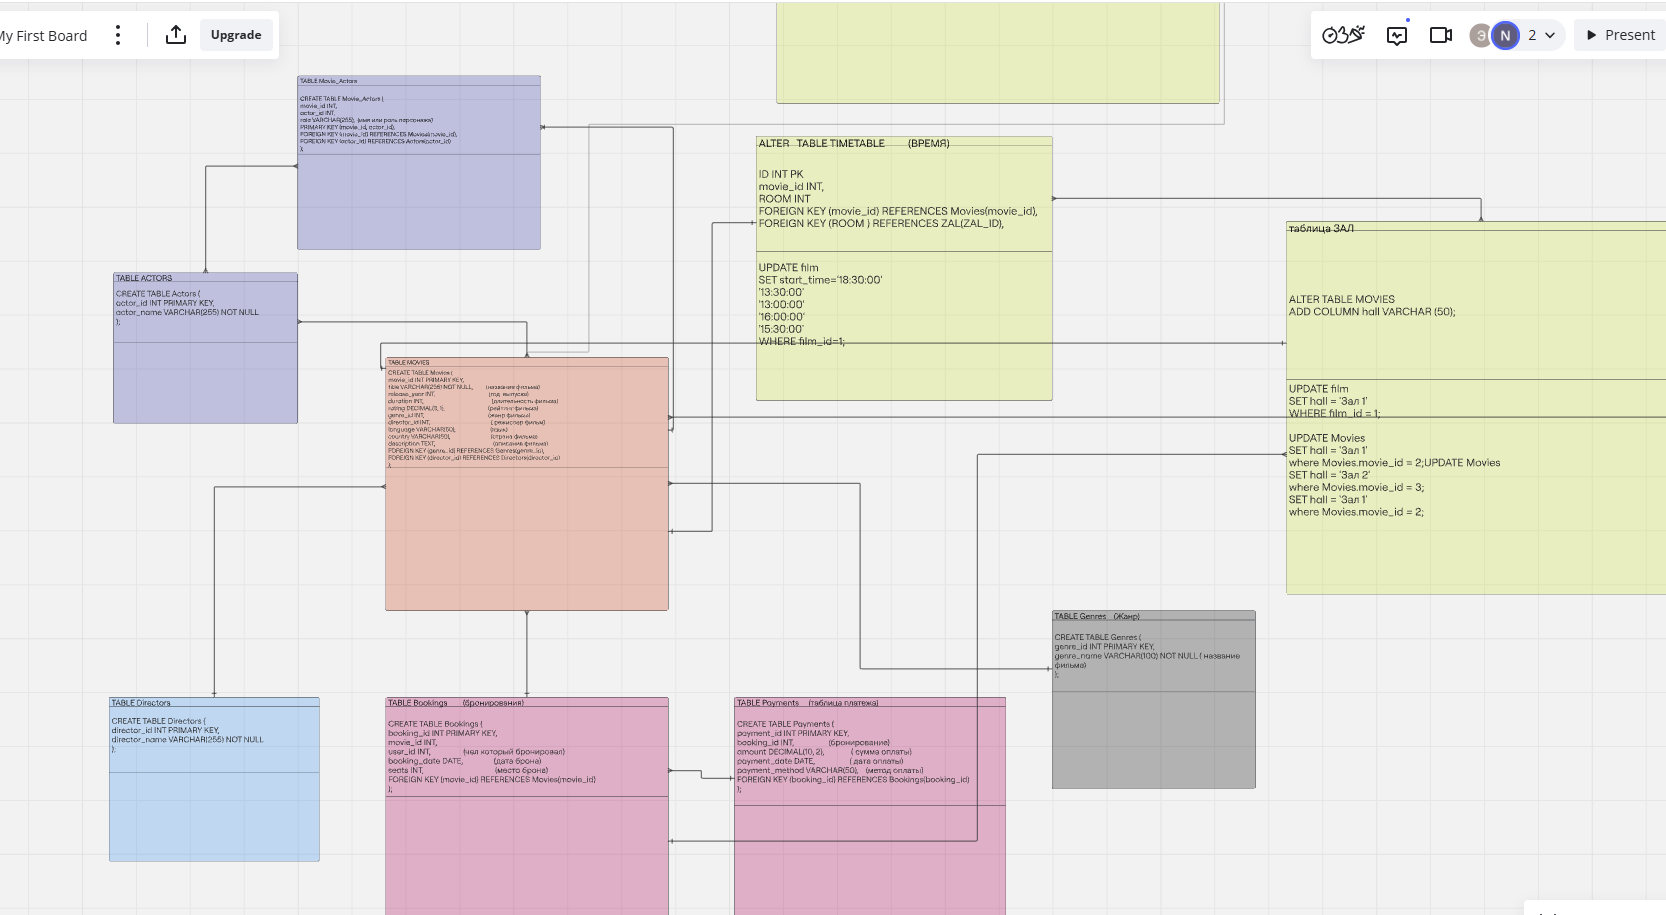 My First Board
Upgrade
З
N
2
Present
TABLE Movie_Actors
CREATE TABLE Movie_Actors (
movie_id INT,
actor_id INT,
role VARCHAR(255), (имя или роль персонажа)
PRIMARY KEY (movie_id, actor_id),
FOREIGN KEY (movie_id) REFERENCES Movies(movie_id),
FOREIGN KEY (actor_id) REFERENCES Actors(actor_id)
);
ALTER TABLE TIMETABLE (ВРЕМЯ)
ID INT PK
movie_id INT,
ROOM INT
FOREIGN KEY (movie_id) REFERENCES Movies(movie_id),
FOREIGN KEY (ROOM ) REFERENCES ZAL(ZAL_ID),
UPDATE film
SET start_time='18:30:00'
'13:30:00'
'13:00:00'
'16:00:00'
'15:30:00'
WHERE film_id=1;
таблица ЗАЛ
ALTER TABLE MOVIES
ADD COLUMN hall VARCHAR (50);
UPDATE film
SET hall = 'Зал 1'
WHERE film_id = 1;
UPDATE Movies
SET hall = 'Зал 1'
where Movies.movie_id = 2;UPDATE Movies
SET hall = 'Зал 2'
where Movies.movie_id = 3;
SET hall = 'Зал 1'
where Movies.movie_id = 2;
TABLE ACTORS
CREATE TABLE Actors (
actor_id INT PRIMARY KEY,
actor_name VARCHAR(255) NOT NULL
);
TABLE MOVIES
CREATE TABLE Movies (
movie_id INT PRIMARY KEY,
title VARCHAR(255) NOT NULL, (название фильма)
release_year INT, (год выпуска)
duration INT, (длительность фильма)
rating DECIMAL(3, 1), (рейтинг фильма)
genre_id INT, (жанр фильма)
director_id INT, ( режиссер фильм)
language VARCHAR(50), (язык)
country VARCHAR(50), (страна фильма)
description TEXT, (описание фильма)
FOREIGN KEY (genre_id) REFERENCES Genres(genre_id),
FOREIGN KEY (director_id) REFERENCES Directors(director_id)
);
TABLE Genres (Жанр)
CREATE TABLE Genres (
genre_id INT PRIMARY KEY,
genre_name VARCHAR(100) NOT NULL ( название
фильма)
);
TABLE Directors
CREATE TABLE Directors (
director_id INT PRIMARY KEY,
director_name VARCHAR(255) NOT NULL
);
TABLE Bookings (бронирования)
CREATE TABLE Bookings (
booking_id INT PRIMARY KEY,
movie_id INT,
user_id INT, (чел который бронировал)
booking_date DATE, (дата брона)
seats INT, (место брона)
FOREIGN KEY (movie_id) REFERENCES Movies(movie_id)
);
TABLE Payments (таблица платежа)
CREATE TABLE Payments (
payment_id INT PRIMARY KEY,
booking_id INT, (бронирование)
amount DECIMAL(10, 2), ( сумма оплаты)
payment_date DATE, ( дата оплаты)
payment_method VARCHAR(50), (метод оплаты)
FOREIGN KEY (booking_id) REFERENCES Bookings(booking_id)
);